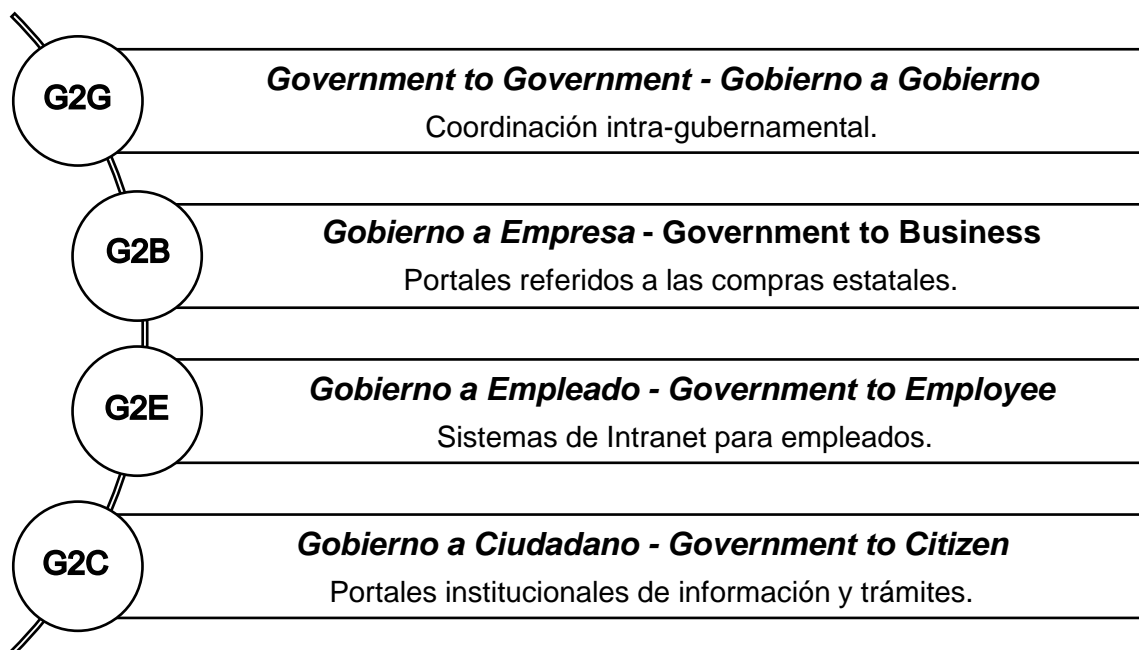 G2G
Government to Government - Gobierno a Gobierno
Coordinación intra-gubernamental.
G2B
Gobierno a Empresa - Government to Business
Portales referidos a las compras estatales.
G2E
Gobierno a Empleado - Government to Employee
Sistemas de Intranet para empleados.
G2C
Gobierno a Ciudadano - Government to Citizen
Portales institucionales de información y trámites.